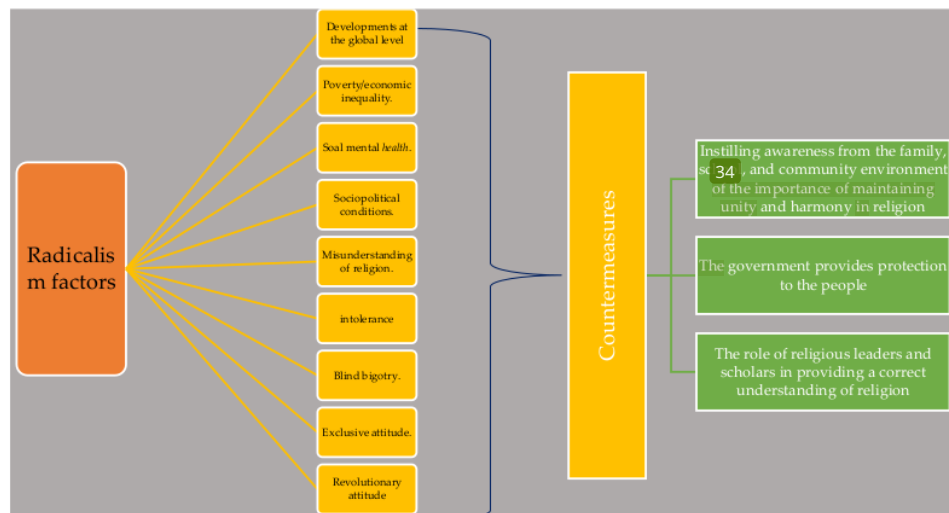 Developments at
the global level
Poverty/economic
inequality.
Soal mental health.
Sociopolitical
conditions.
Misunderstanding
of religion.
intolerance
Blind bigotry.
Exclusive attitude.
Revolutionary
attitude
Radicalis
m factors
Countermeasures
Instilling awareness from the family,
34 , and community environment
of the importance of maintaining
unity and harmony in religion
The government provides protection
to the people
The role of religious leaders and
scholars in providing a correct
understanding of religion